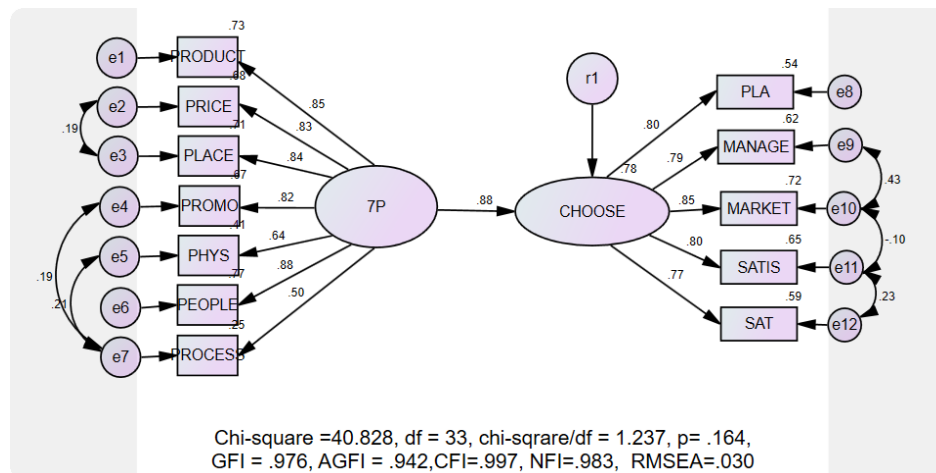 .73
e1 PRODUCT
.68
e2 PRICE
.19
.71
e3 PLACE
.67
e4 PROMO
.41
e5 PHYS
.77
e6 PEOPLE
.19
.21
.25
e7 PROCESS
.85
.83
.84
.82
.64
.88
.50
7P
.88
r1
.78
CHOOSE
.80
.79
.85
.80
.77
.54
PLA e8
.62
MANAGE e9
.43
.72
MARKET e10
-.10
.65
SATIS e11
.23
.59
SAT e12
Chi-square =40.828, df = 33, chi-sqrare/df = 1.237, p= .164,
GFI = .976, AGFI = .942,CFI=.997, NFI=.983, RMSEA=.030